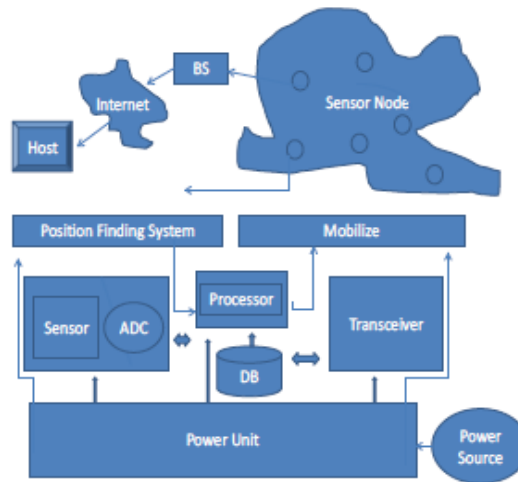 BS
Internet
Sensor Node
Host
Position Finding System
Mobilize
Processor
Sensor
ADC
Transceiver
DB
Power Unit
Power
Source